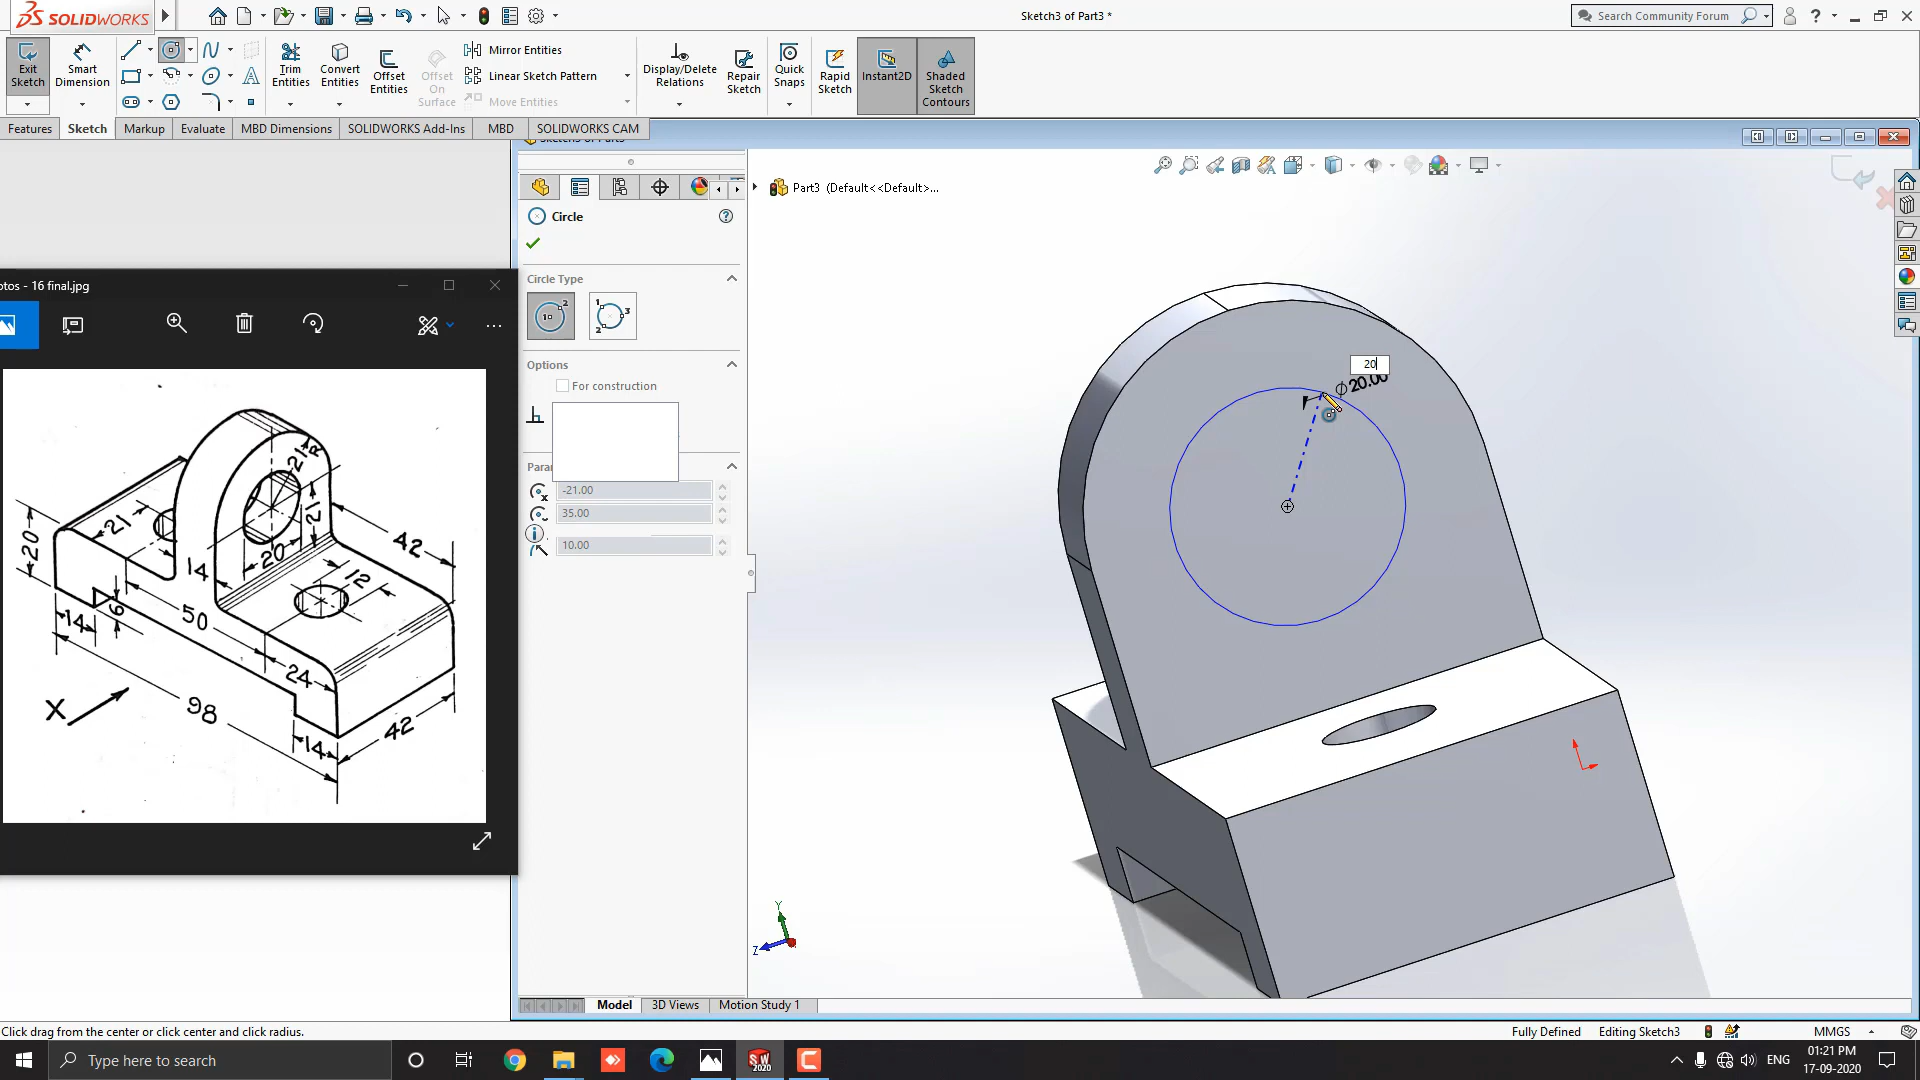 SOLIDWORKS
Sketch3 of Part3 *
Search Community Forum
Exit Sketch
Smart Dimension
Trim Entities
Convert Entities
Offset Entities
Offset On Surface
Mirror Entities
Linear Sketch Pattern
Move Entities
Display/Delete Relations
Repair Sketch
Quick Snaps
Rapid Sketch
Instant2D
Shaded Sketch Contours
Features
Sketch
Markup
Evaluate
MBD Dimensions
SOLIDWORKS Add-Ins
MBD
SOLIDWORKS CAM
Part3 (Default<<Default>...
Circle
Circle Type
Options
For construction
-21.00
35.00
10.00
otos - 16 final.jpg
21
R
21
21
20
42
20
14
12
6
50
14
24
X
98
14
42
20
⌀20.00
Y
Z
Model
3D Views
Motion Study 1
Click drag from the center or click center and click radius.
Fully Defined
Editing Sketch3
MMGS
Type here to search
SW
2020
ENG
01:21 PM
17-09-2020